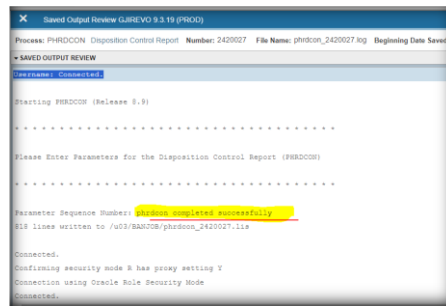 X Saved Output Review GJIREVO 9.3.19 (PROD)
Process: PHRDCON Disposition Control Report Number: 2420027 File Name: phrdcon_2420027.log Beginning Date Saved
SAVED OUTPUT REVIEW
Username: Connected.
Starting PHRDCON (Release 8.9)
* * * * * * * * * * * * * * * * * * * * * * * * * * * * * * * * * * *
Please Enter Parameters for the Disposition Control Report (PHRDCON)
* * * * * * * * * * * * * * * * * * * * * * * * * * * * * * * * * * *
Parameter Sequence Number: phrdcon completed successfully
818 lines written to /u03/BANJOB/phrdcon_2420027.lis
Connected.
Confirming security mode R has proxy setting Y
Connection using Oracle Role Security Mode
Connected.